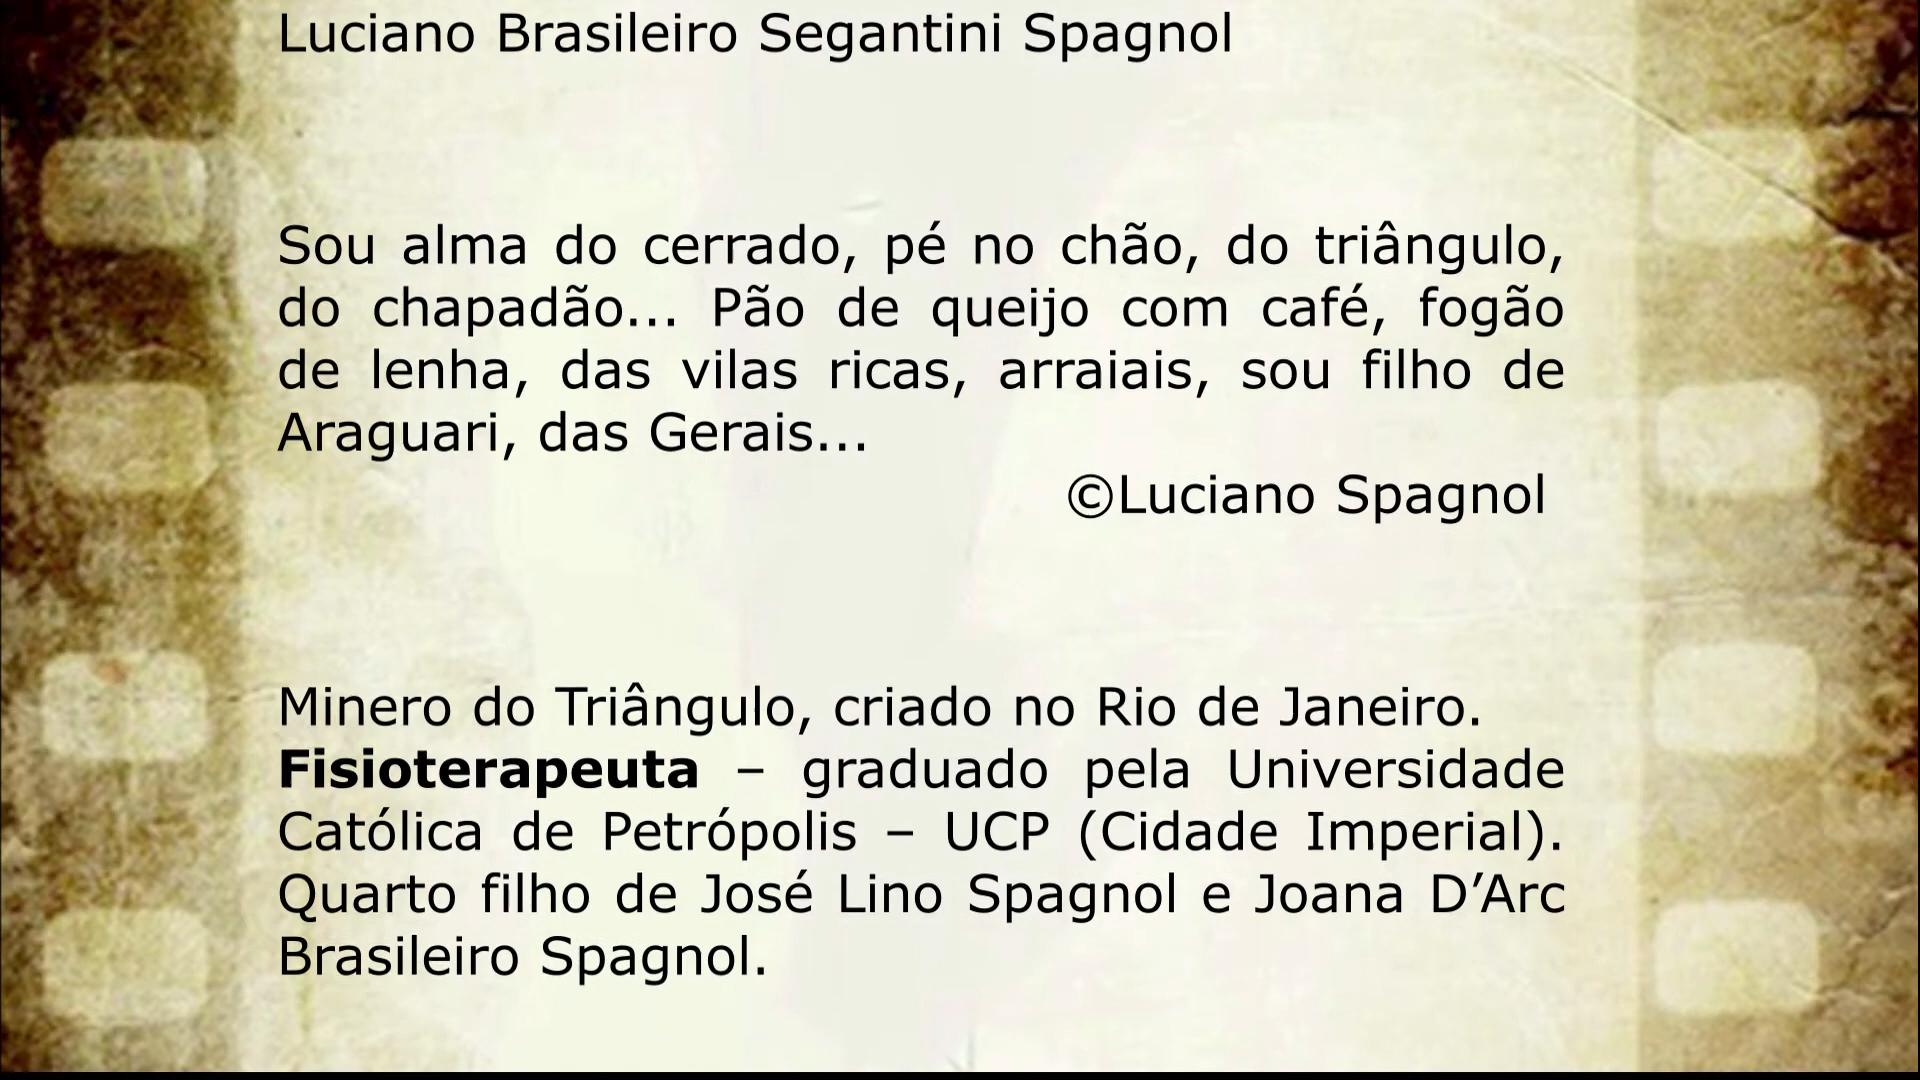 Luciano Brasileiro Segantini Spagnol
Sou alma do cerrado, pé no chão, do triângulo,
do chapadão... Pão de queijo com café, fogão
de lenha, das vilas ricas, arraiais, sou filho de
Araguari, das Gerais...
©Luciano Spagnol
Minero do Triângulo, criado no Rio de Janeiro.
Fisioterapeuta – graduado pela Universidade
Católica de Petrópolis – UCP (Cidade Imperial).
Quarto filho de José Lino Spagnol e Joana D’Arc
Brasileiro Spagnol.